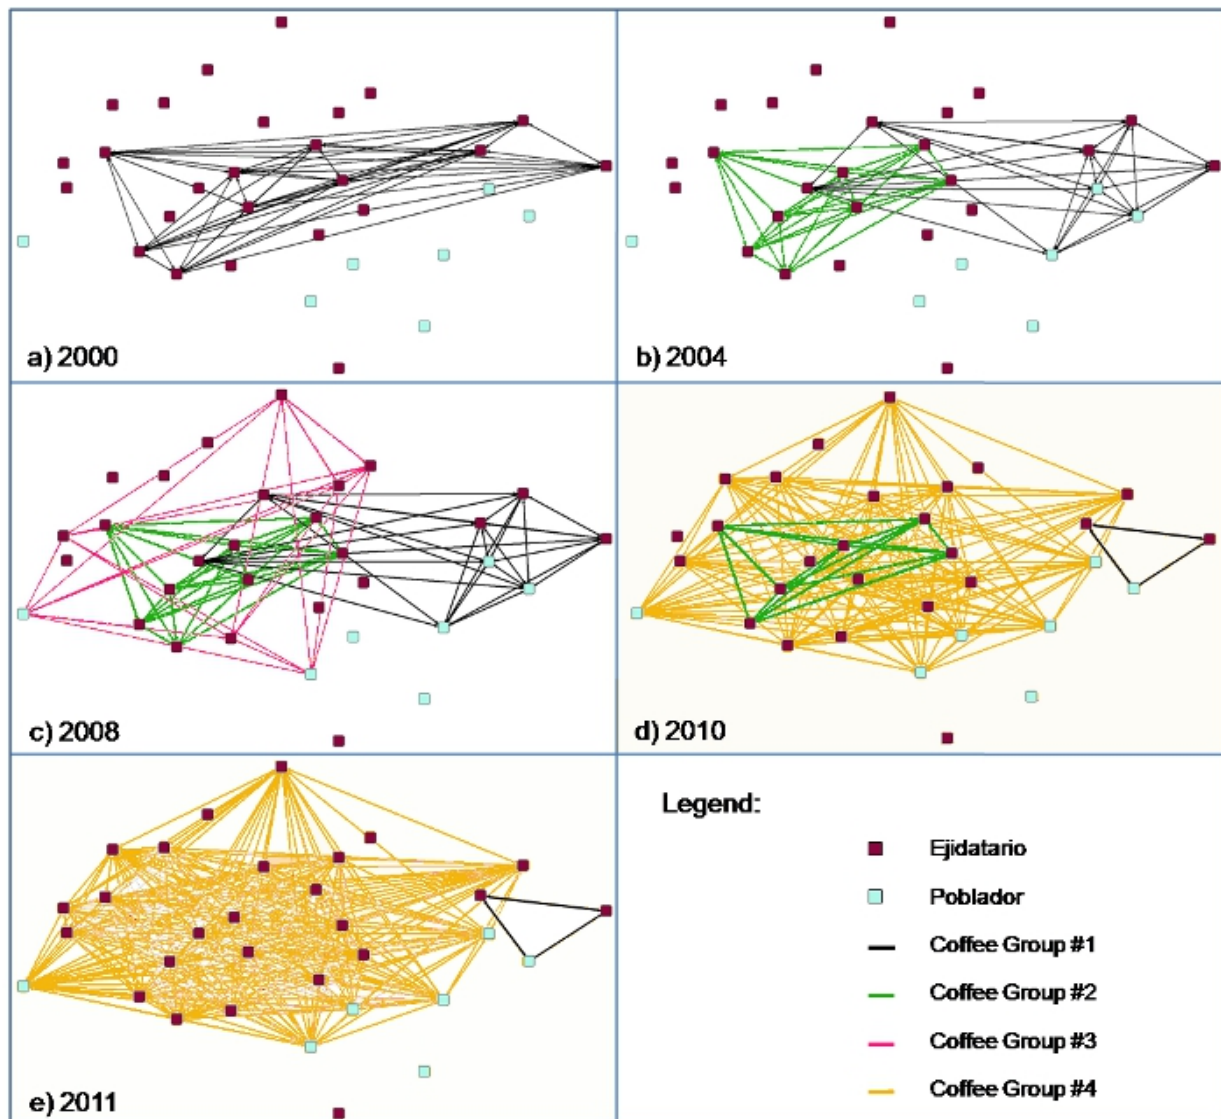 a) 2000
b) 2004
c) 2008
d) 2010
e) 2011
Legend:
Ejidatario
Poblador
Coffee Group #1
Coffee Group #2
Coffee Group #3
Coffee Group #4